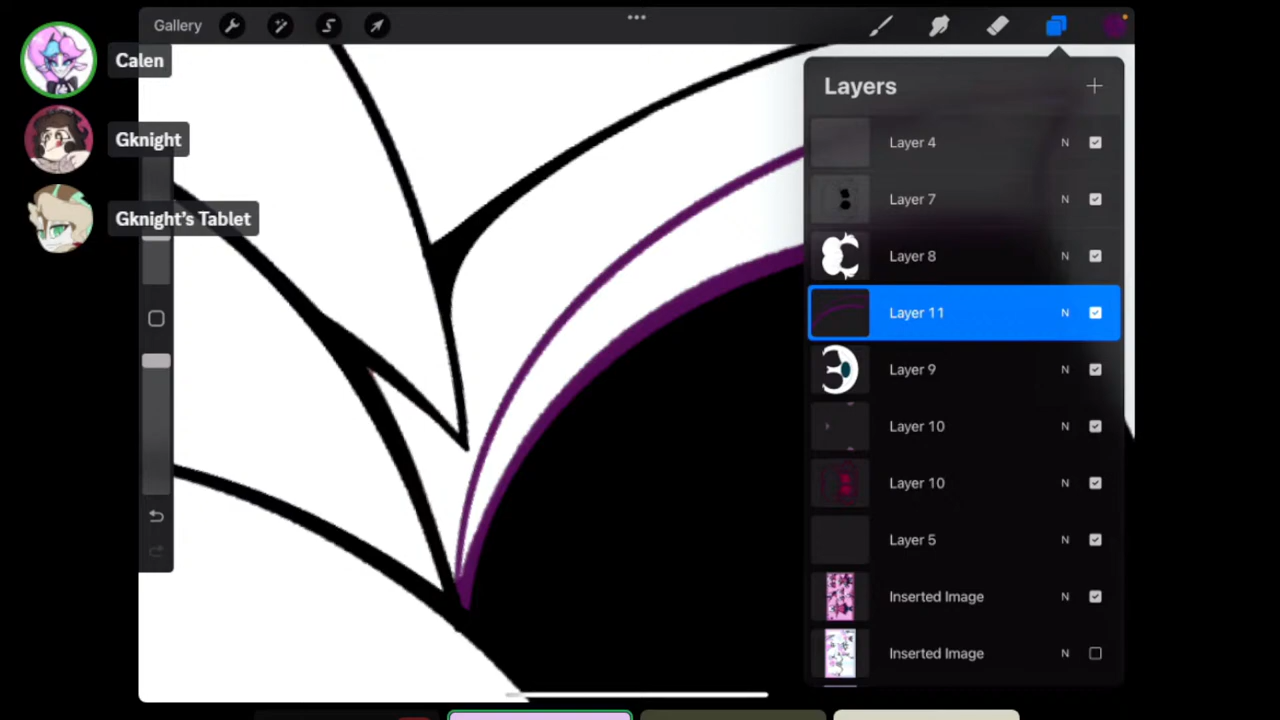 Gallery
Calen
Gknight
Gknight's Tablet
Layers
Layer 4 N
Layer 7 N
Layer 8 N
Layer 11 N
Layer 9 N
Layer 10 N
Layer 10 N
Layer 5 N
Inserted Image N
Inserted Image N